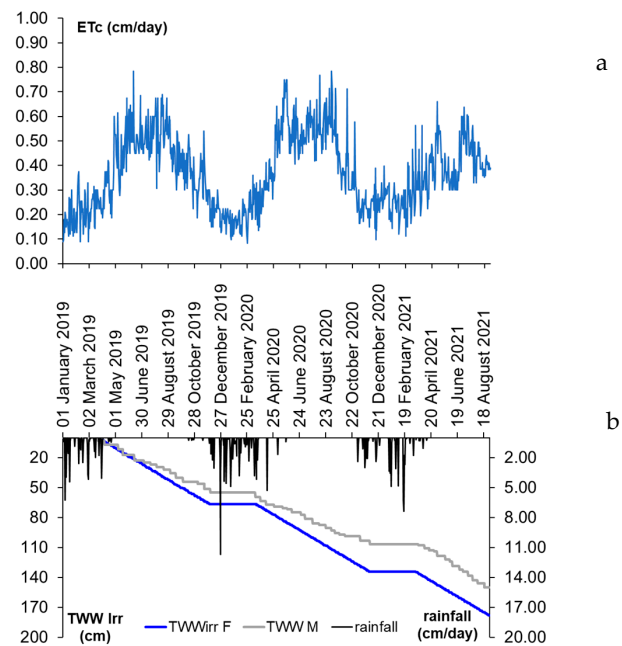 1.00
ETc (cm/day)
0.90
0.80
a
0.70
0.60
0.50
0.40
0.30
0.20
0.10
0.00
01 January 2019
02 March 2019
01 May 2019
30 June 2019
29 August 2019
28 October 2019
27 December 2019
25 February 2020
25 April 2020
24 June 2020
23 August 2020
22 October 2020
21 December 2020
19 February 2021
20 April 2021
19 June 2021
18 August 2021
b
20 2.00
50 5.00
80 8.00
110 11.00
140 14.00
170 17.00
200 20.00
TWW Irr
(cm)
TWWirr F TWW M rainfall
rainfall
(cm/day)